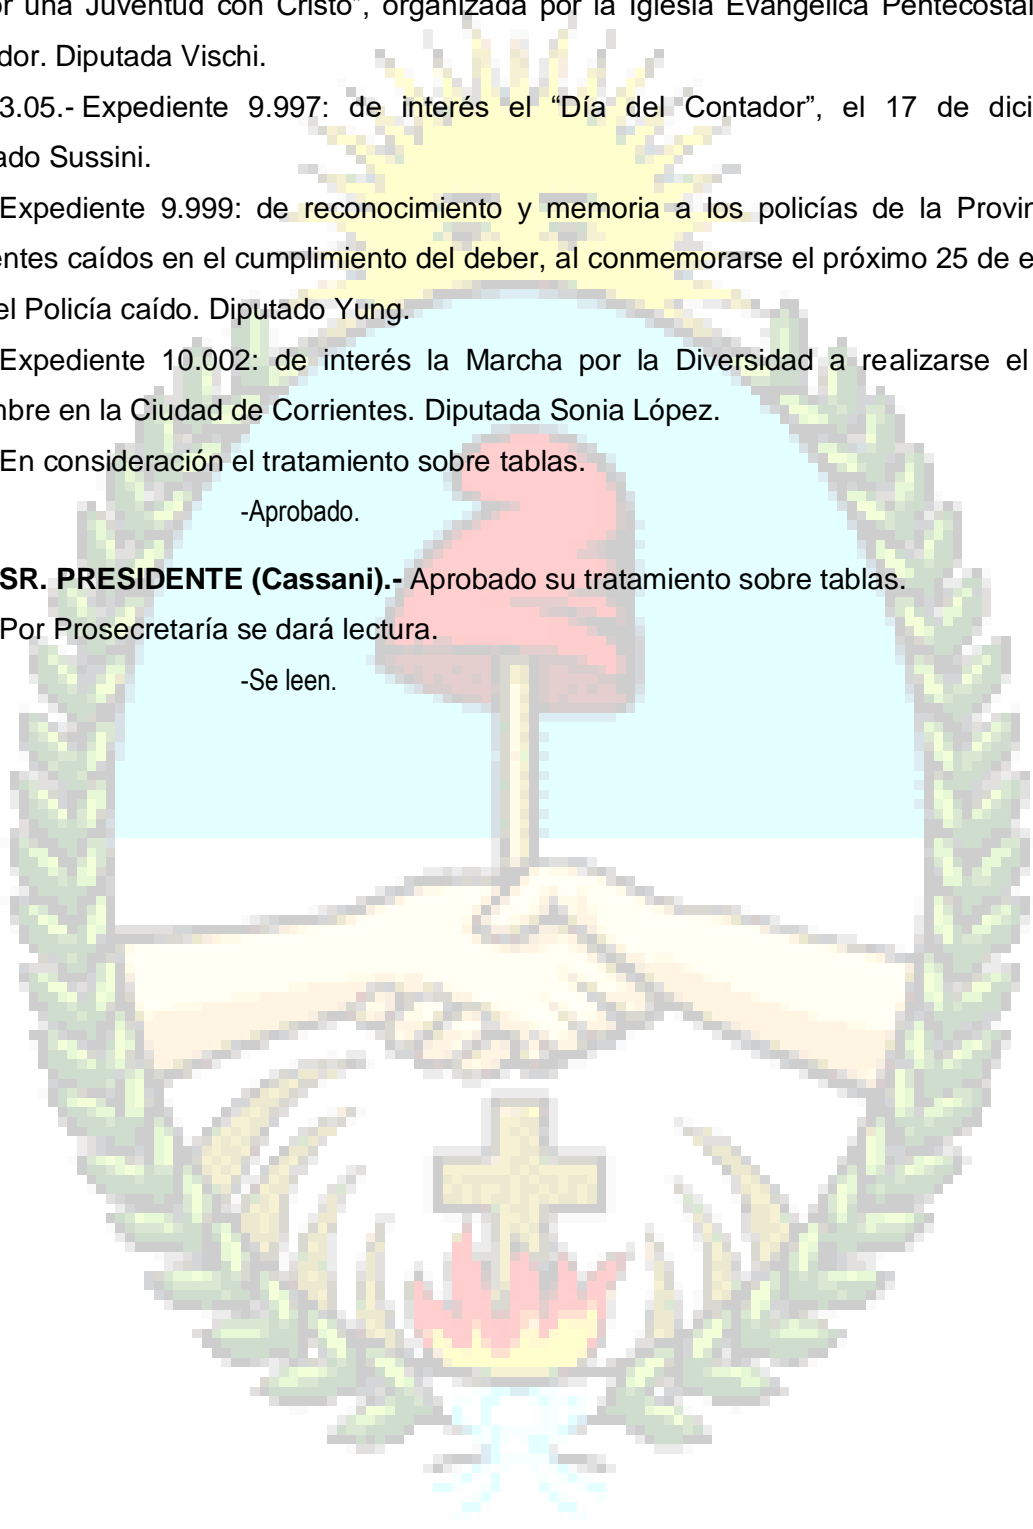 or una Juventud con Cristo”, organizada por la Iglesia Evangélica Pentecostal
dor. Diputada Vischi.
3.05.- Expediente 9.997: de interés el “Día del Contador”, el 17 de dici
ado Sussini.
Expediente 9.999: de reconocimiento y memoria a los policías de la Provin
entes caídos en el cumplimiento del deber, al conmemorarse el próximo 25 de e
el Policía caído. Diputado Yung.
Expediente 10.002: de interés la Marcha por la Diversidad a realizarse el
mbre en la Ciudad de Corrientes. Diputada Sonia López.
En consideración el tratamiento sobre tablas.
-Aprobado.
SR. PRESIDENTE (Cassani).- Aprobado su tratamiento sobre tablas.
Por Prosecretaría se dará lectura.
-Se leen.